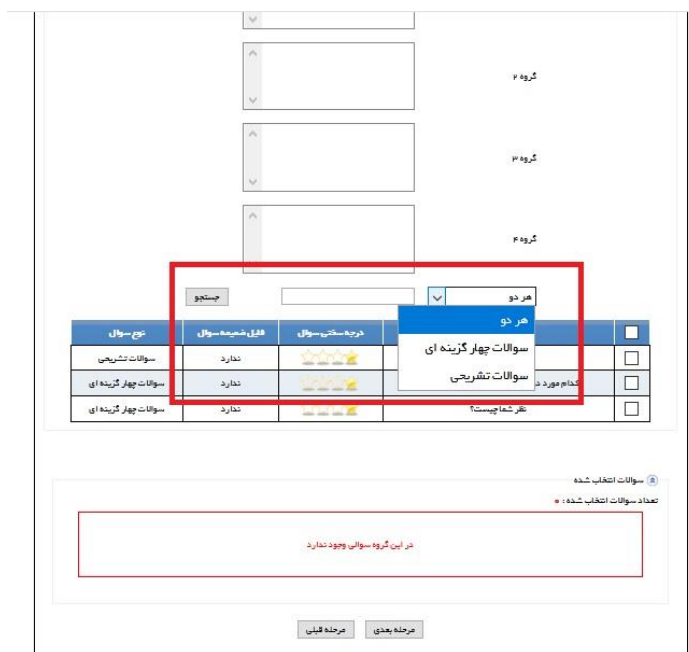 گروه ۲
گروه ۳
گروه ۴
هر دو
جستجو
هر دو
سوالات چهار گزینه ای
سوالات تشریحی
درجه سختی سوال
فایل ضمیمه سوال
نوع سوال
ندارد
سوالات تشریحی
کدام مورد د
ندارد
سوالات چهار گزینه ای
نظر شما چیست؟
ندارد
سوالات چهار گزینه ای
سوالات انتخاب شده
تعداد سوالات انتخاب شده : *
در این گروه سوالی وجود ندارد
مرحله بعدی
مرحله قبلی